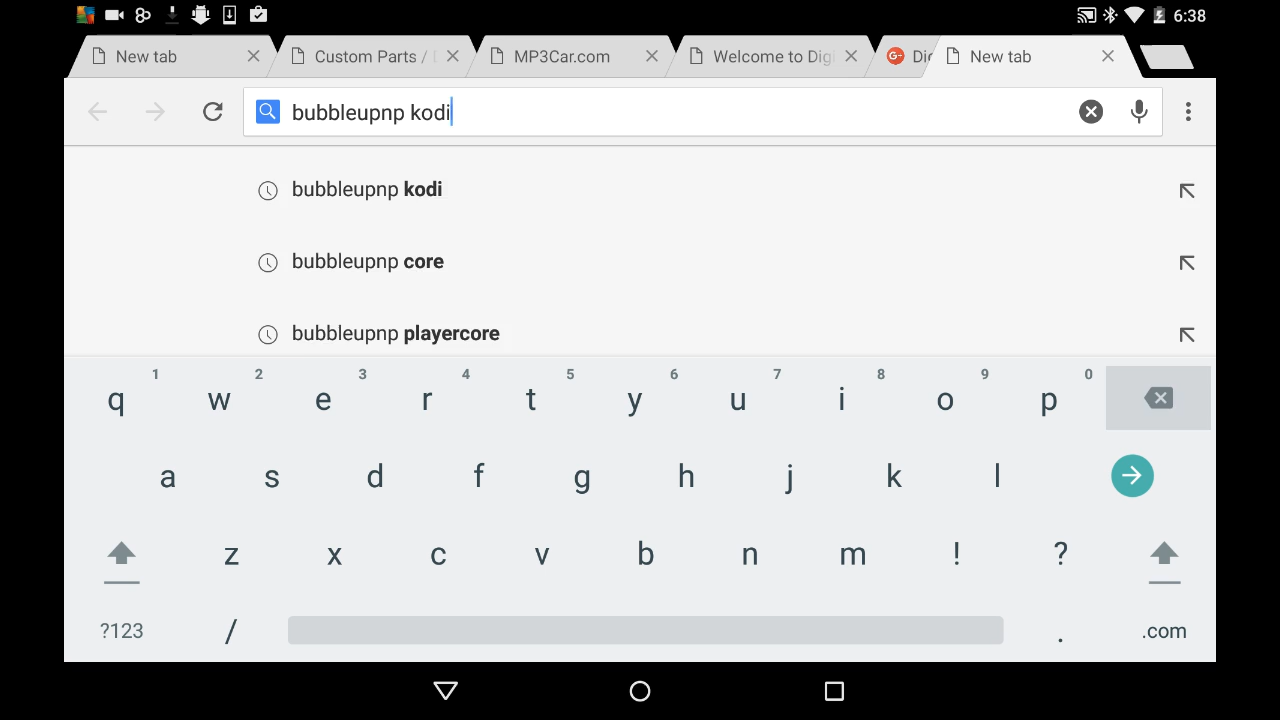 6:38
New tab
Custom Parts /
MP3Car.com
Welcome to Digi
G+ Dig
New tab
bubbleupnp kodi
bubbleupnp kodi
bubbleupnp core
bubbleupnp playercore
1 2 3 4 5 6 7 8 9 0
q w e r t y u i o p
a s d f g h j k l
z x c v b n m ! ?
?123 / . .com